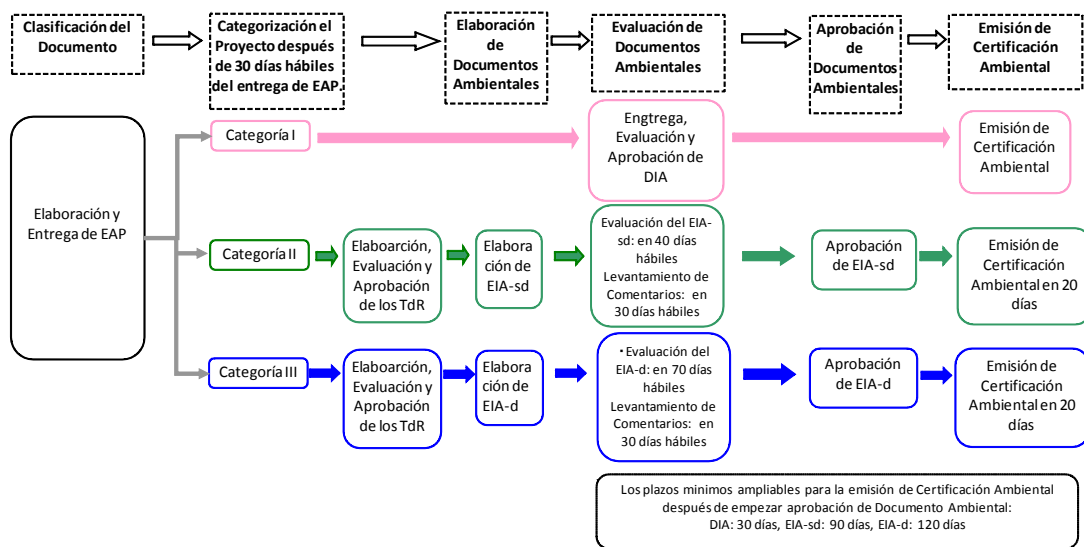 Clasificación del
Documento
Categorización el
Proyecto después
de 30 días hábiles
del entrega de EAP.
Elaboración
de
Documentos
Ambientales
Evaluación de
Documentos
Ambientales
Aprobación
de
Documentos
Ambientales
Emisión de
Certificación
Ambiental
Elaboración y
Entrega de EAP
Categoría I
Engtrega,
Evaluación y
Aprobación de
DIA
Emisión de
Certificación
Ambiental
Categoría II
Elaboarción,
Evaluación y
Aprobación
de los TdR
Elabora
ción de
EIA-sd
Evaluación del EIA-
sd: en 40 días
hábiles
Levantamiento de
Comentarios: en
30 días hábiles
Aprobación
de EIA-sd
Emisión de
Certificación
Ambiental en 20
días
Categoría III
Elaboarción,
Evaluación y
Aprobación
de los TdR
Elabora
ción de
EIA-d
•Evaluación del
EIA-d: en 70 días
hábiles
Levantamiento de
Comentarios: en
30 días hábiles
Aprobación
de EIA-d
Emisión de
Certificación
Ambiental en 20
días
Los plazos minimos ampliables para la emisión de Certificación Ambiental
después de empezar aprobación de Documento Ambiental:
DIA: 30 días, EIA-sd: 90 días, EIA-d: 120 días